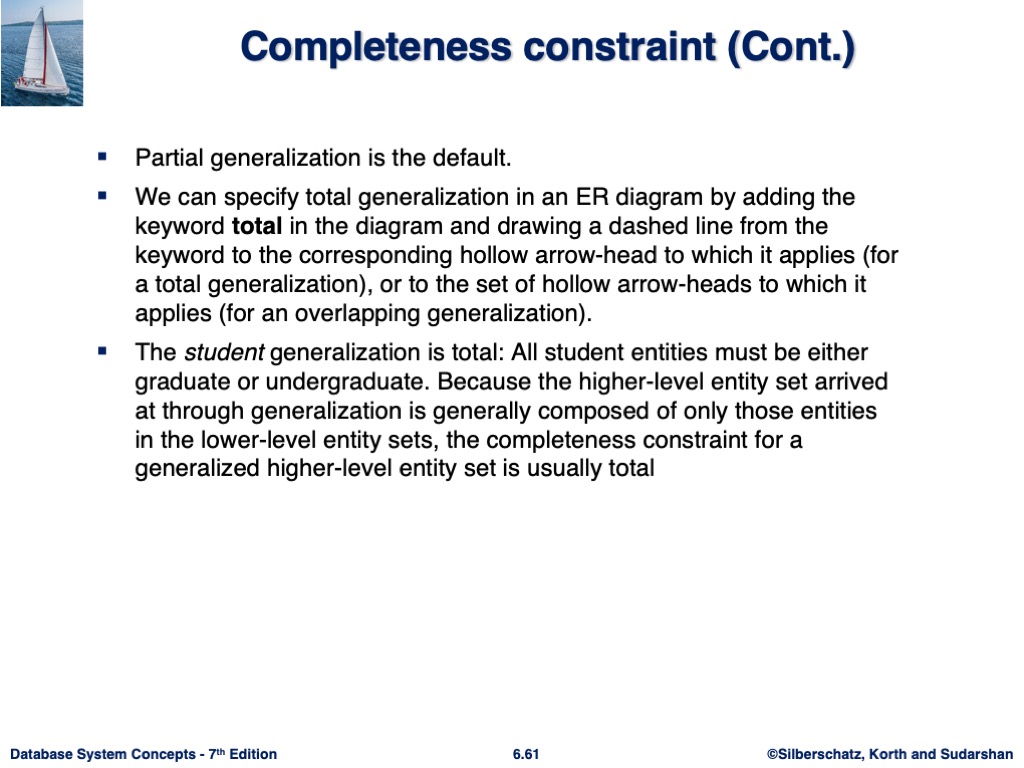 Completeness constraint (Cont.)
▪ Partial generalization is the default.
▪ We can specify total generalization in an ER diagram by adding the
keyword total in the diagram and drawing a dashed line from the
keyword to the corresponding hollow arrow-head to which it applies (for
a total generalization), or to the set of hollow arrow-heads to which it
applies (for an overlapping generalization).
▪ The student generalization is total: All student entities must be either
graduate or undergraduate. Because the higher-level entity set arrived
at through generalization is generally composed of only those entities
in the lower-level entity sets, the completeness constraint for a
generalized higher-level entity set is usually total
Database System Concepts - 7th Edition
6.61
©Silberschatz, Korth and Sudarshan